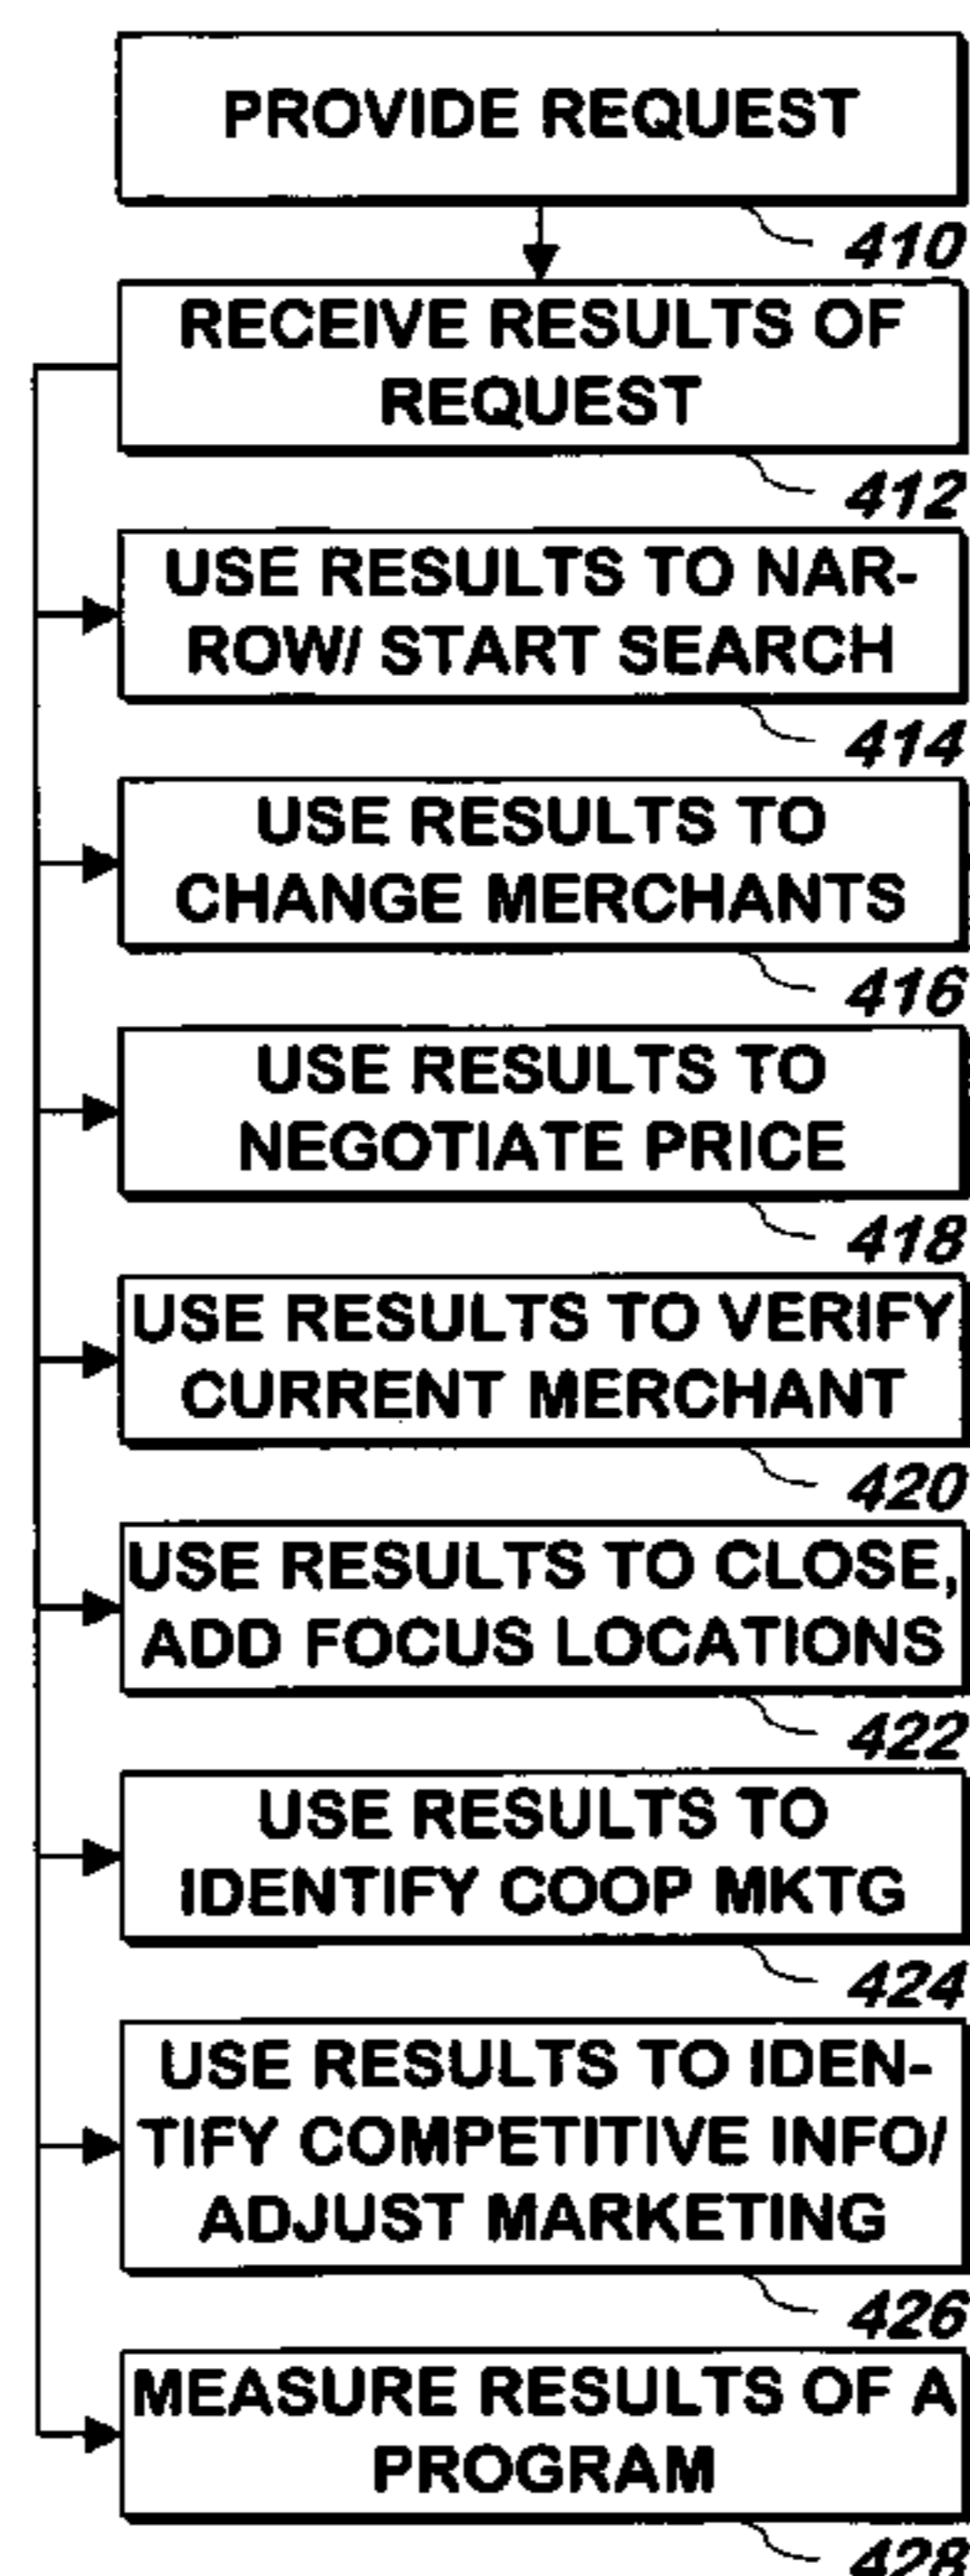 PROVIDE REQUEST
410
RECEIVE RESULTS OF
REQUEST
412
USE RESULTS TO NAR-
ROW/ START SEARCH
414
USE RESULTS TO
CHANGE MERCHANTS
416
USE RESULTS TO
NEGOTIATE PRICE
418
USE RESULTS TO VERIFY
CURRENT MERCHANT
420
USE RESULTS TO CLOSE,
ADD FOCUS LOCATIONS
422
USE RESULTS TO
IDENTIFY COOP MKTG
424
USE RESULTS TO IDEN-
TIFY COMPETITIVE INFO/
ADJUST MARKETING
426
MEASURE RESULTS OF A
PROGRAM
428